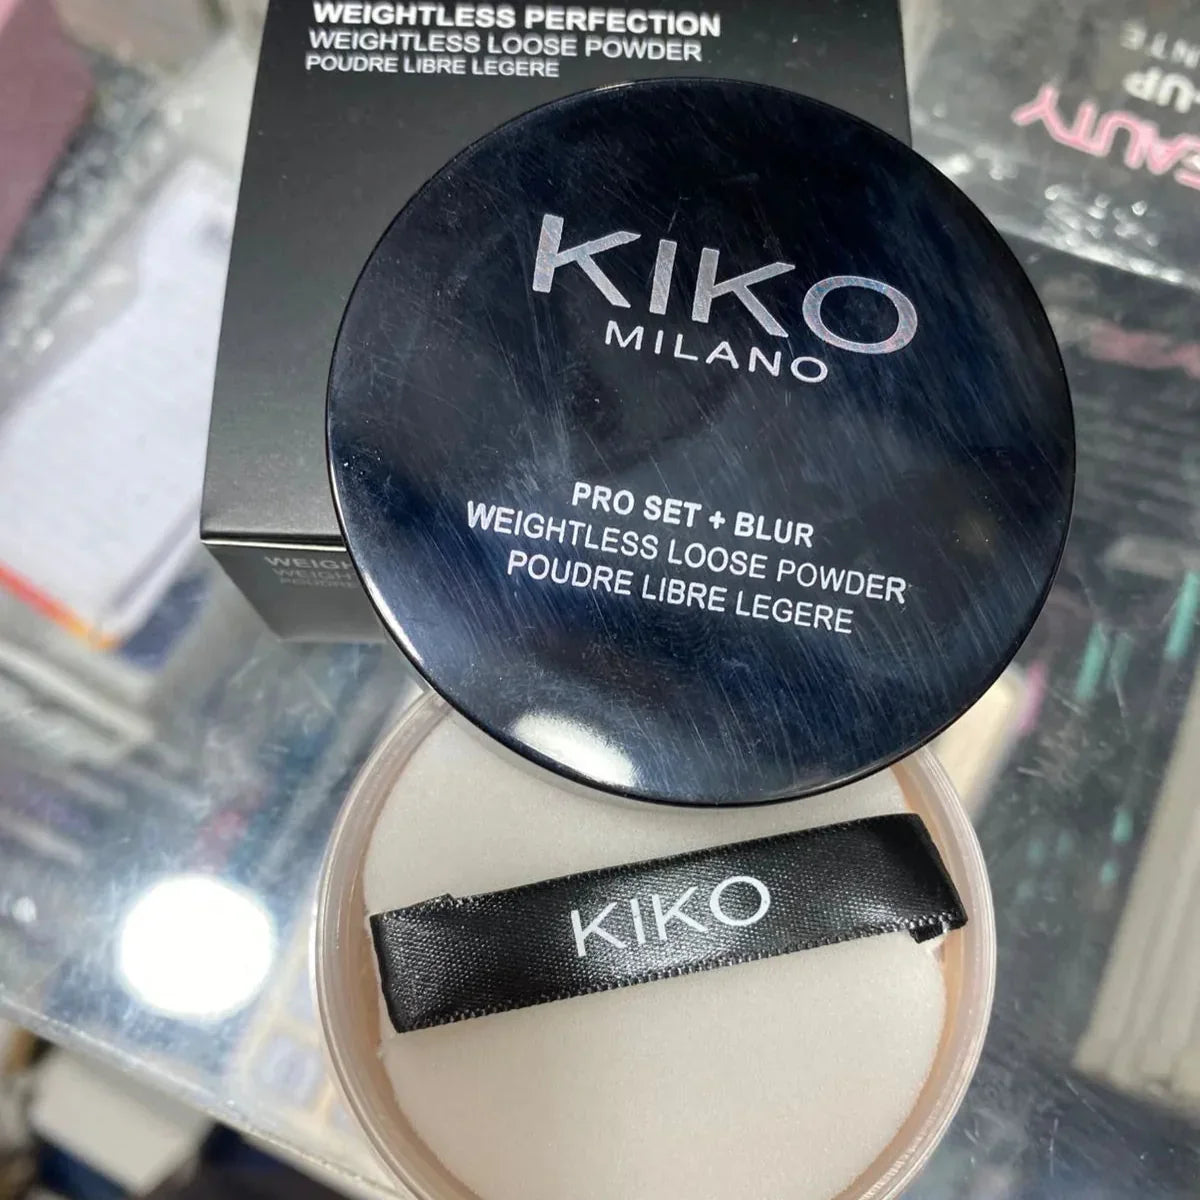 WEIGHTLESS PERFECTION
WEIGHTLESS LOOSE POWDER
POUDRE LIBRE LEGERE
KIKO
MILANO
PRO SET + BLUR
WEIGHTLESS LOOSE POWDER
POUDRE LIBRE LEGERE
KIKO